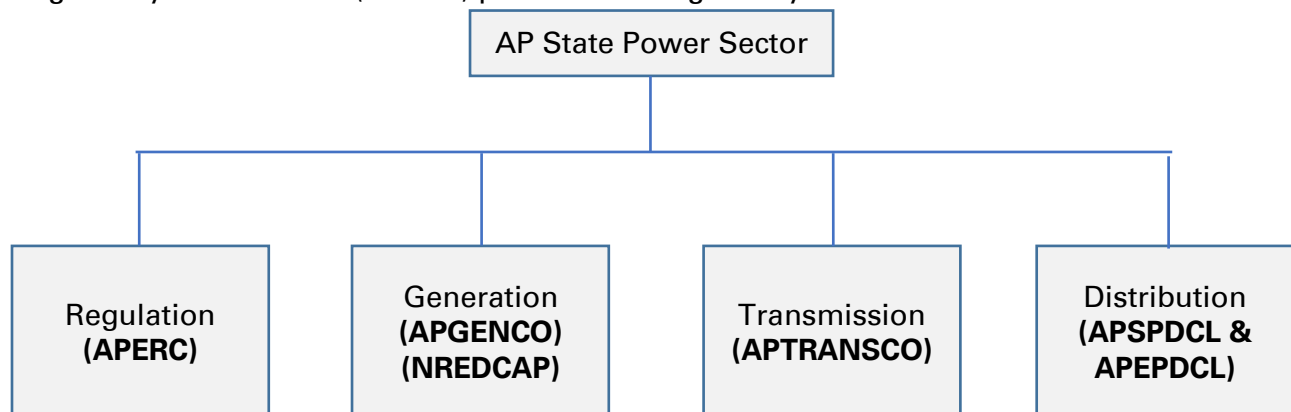 AP State Power Sector
Regulation
(APERC)
Generation
(APGENCO)
(NREDCAP)
Transmission
(APTRANSCO)
Distribution
(APSPDCL &
APEPDCL)